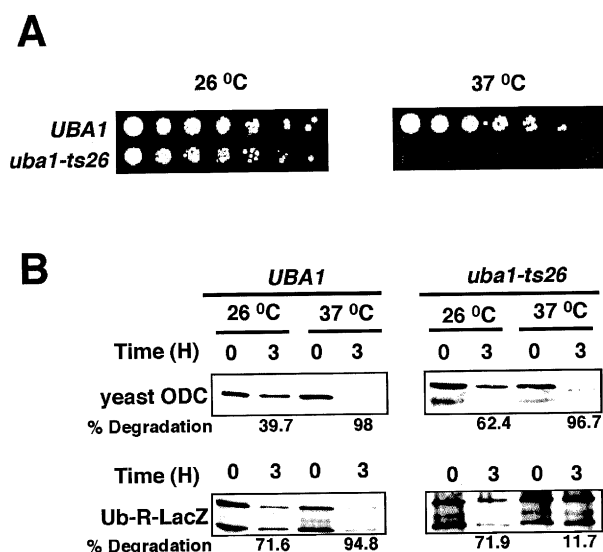 A
26 ⁰C 37 ⁰C
UBA1
uba1-ts26
B
UBA1 uba1-ts26
26 ⁰C 37 ⁰C 26 ⁰C 37 ⁰C
Time (H) 0 3 0 3 0 3 0 3
yeast ODC
% Degradation 39.7 98 62.4 96.7
Time (H) 0 3 0 3 0 3 0 3
Ub-R-LacZ
% Degradation 71.6 94.8 71.9 11.7